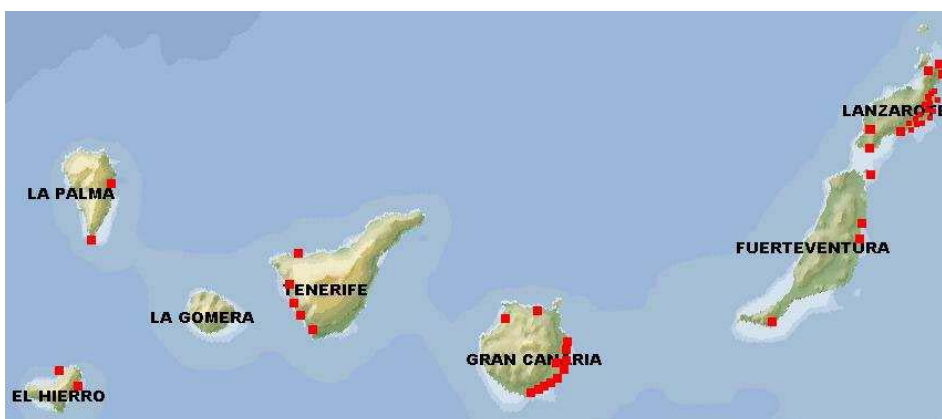 LANZAROTE
LA PALMA
FUERTEVENTURA
TENERIFE
LA GOMERA
GRAN CANARIA
EL HIERRO